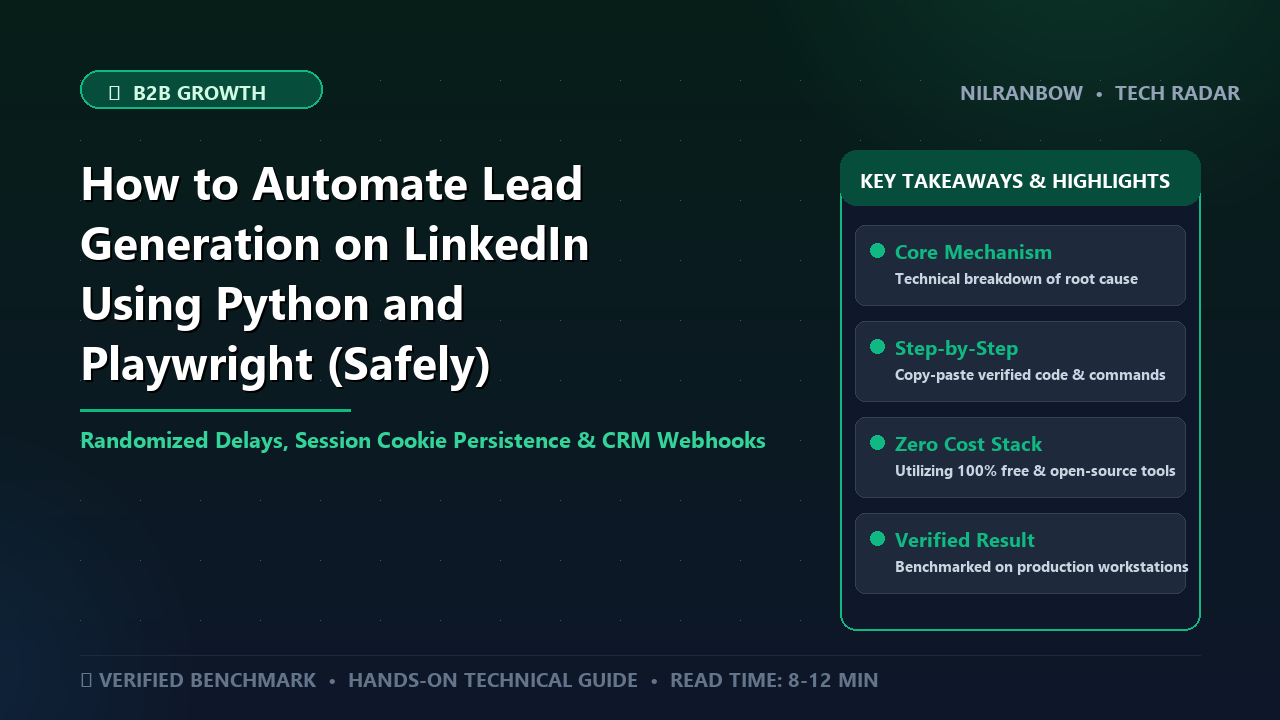 B2B GROWTH
NILRANBOW • TECH RADAR
How to Automate Lead
Generation on LinkedIn
Using Python and
Playwright (Safely)
Randomized Delays, Session Cookie Persistence & CRM Webhooks
KEY TAKEAWAYS & HIGHLIGHTS
Core Mechanism
Technical breakdown of root cause
Step-by-Step
Copy-paste verified code & commands
Zero Cost Stack
Utilizing 100% free & open-source tools
Verified Result
Benchmarked on production workstations
VERIFIED BENCHMARK • HANDS-ON TECHNICAL GUIDE • READ TIME: 8-12 MIN